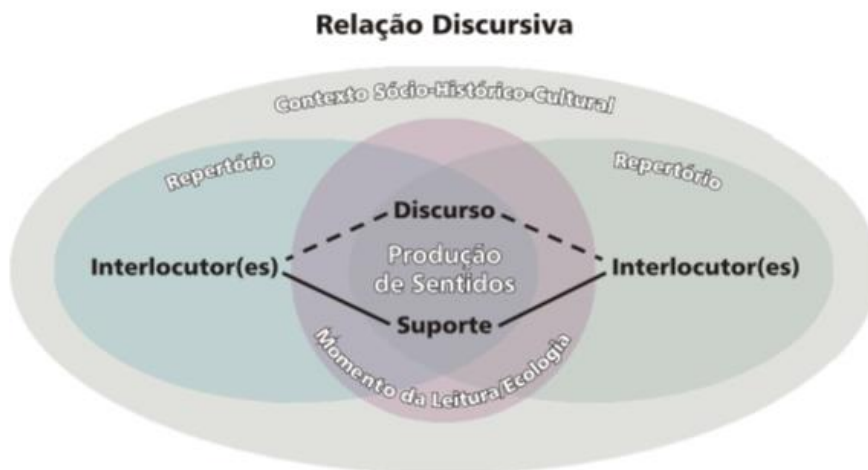 Relação Discursiva
Contexto Sócio-Histórico-Cultural
Repertório
Repertório
Discurso
Interlocutor(es)
Produção
de Sentidos
Interlocutor(es)
Suporte
Momento da Leitura/Ecologia